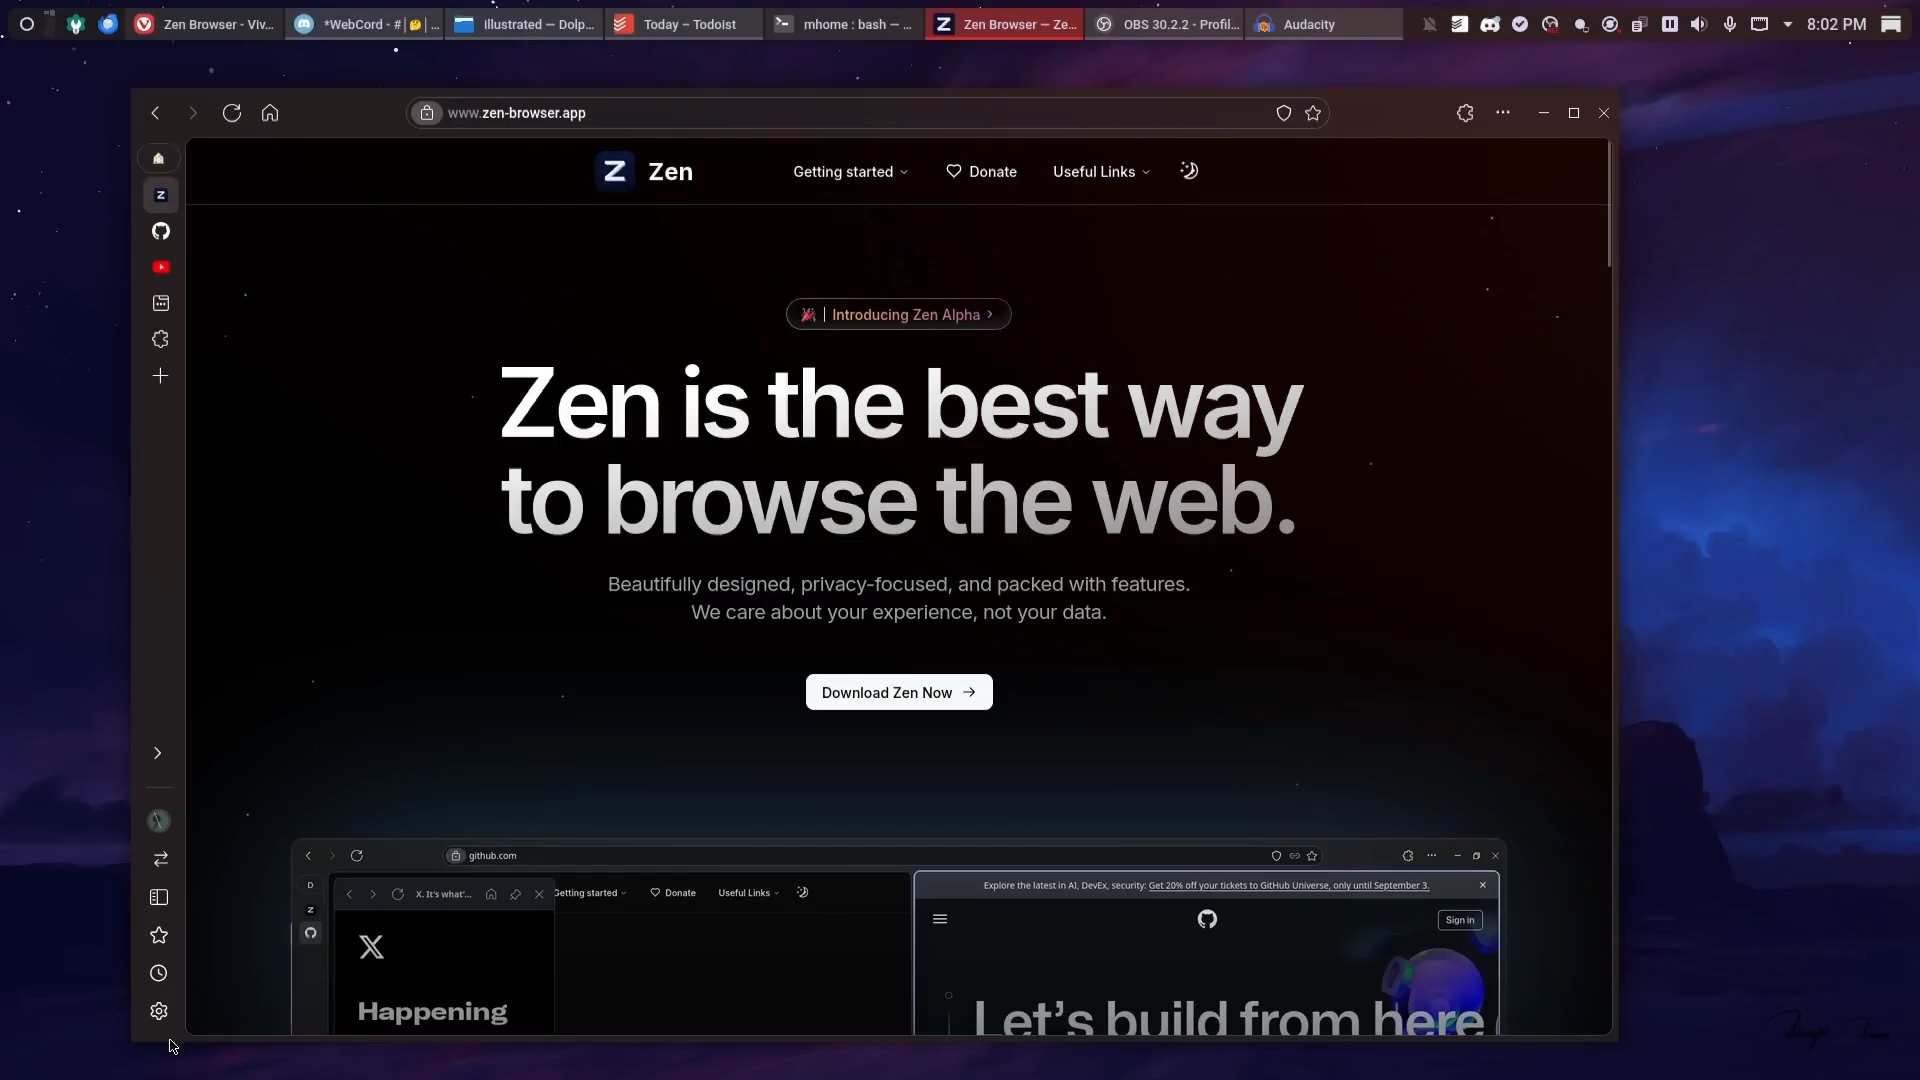 Zen Browser - Viv...
*WebCord - # |🤔| ...
Illustrated — Dolp...
Today – Todoist
mhome : bash — ...
Zen Browser — Ze...
OBS 30.2.2 - Profil...
Audacity
8:02 PM
www.zen-browser.app
Zen
Getting started
Donate
Useful Links
Introducing Zen Alpha
Zen is the best way
to browse the web.
Beautifully designed, privacy-focused, and packed with features.
We care about your experience, not your data.
Download Zen Now
github.com
D
X. It's what'...
Getting started
Donate
Useful Links
Explore the latest in AI, DevEx, security: Get 20% off your tickets to GitHub Universe, only until September 3.
Sign in
Happening
Let's build from here